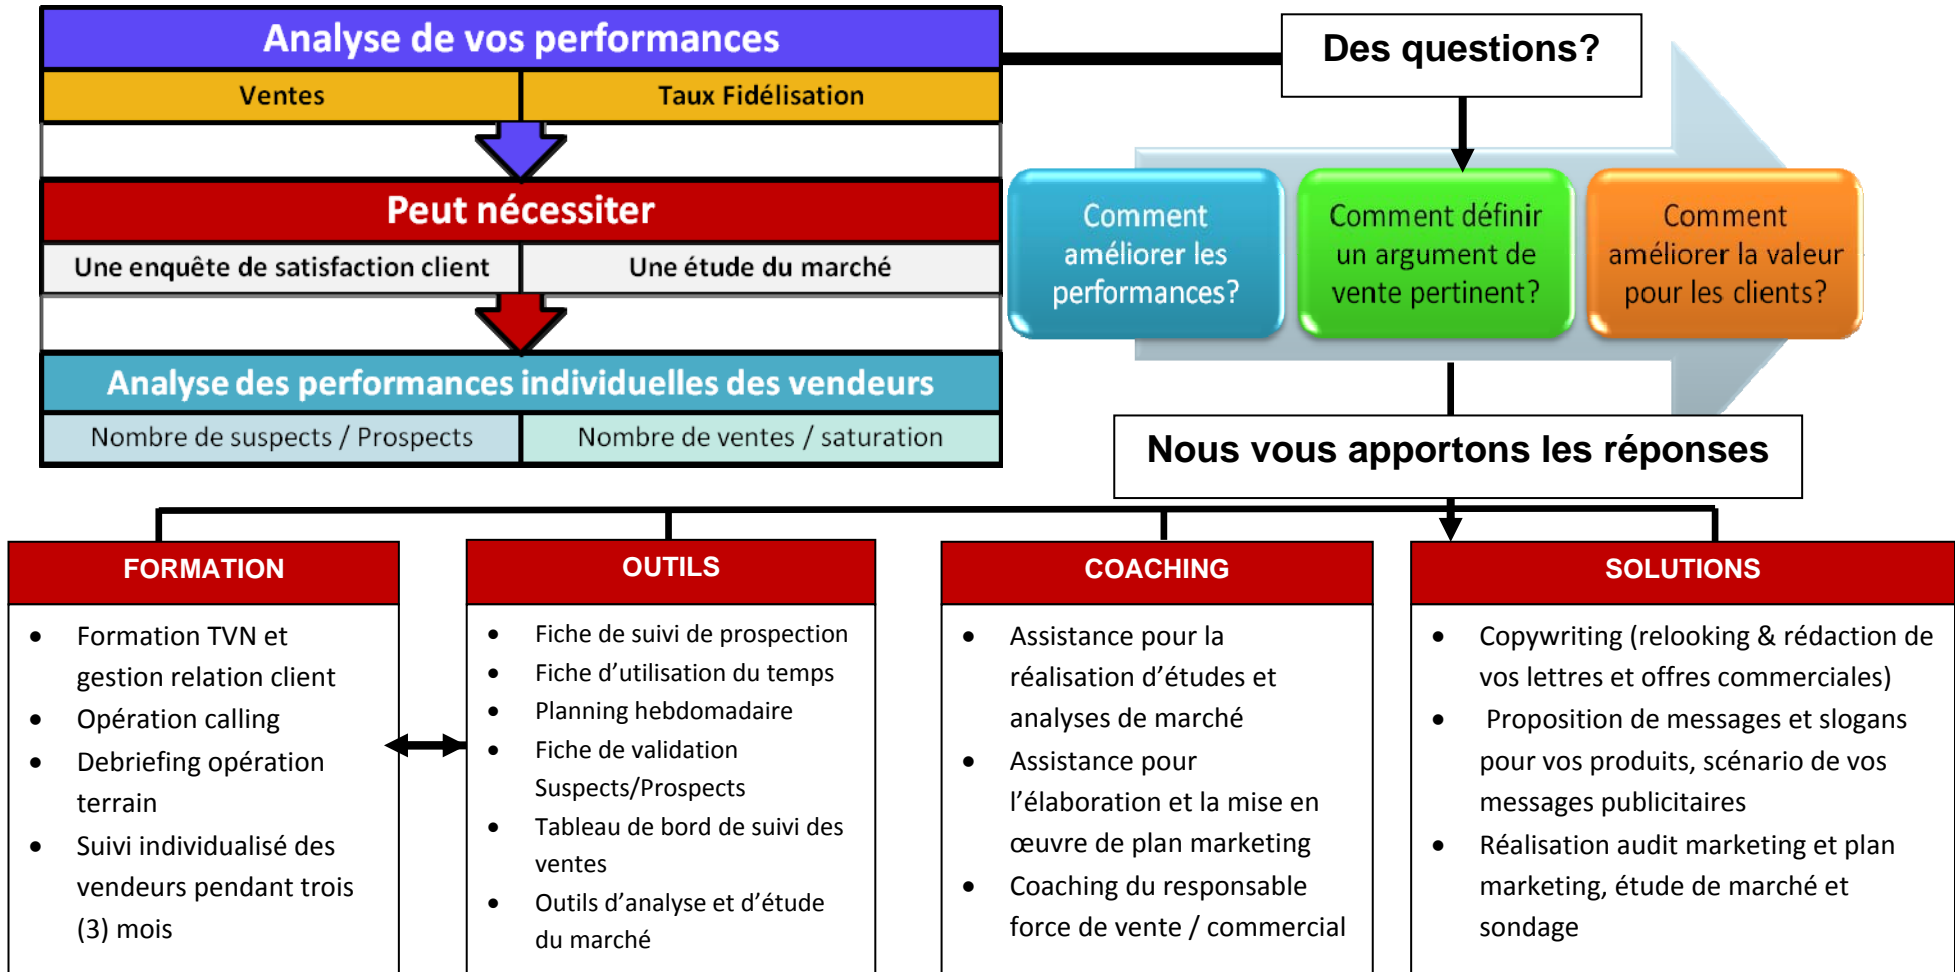 Analyse de vos performances
Ventes
Taux Fidélisation
Peut nécessiter
Une enquête de satisfaction client
Une étude du marché
Analyse des performances individuelles des vendeurs
Nombre de suspects / Prospects
Nombre de ventes / saturation
Des questions?
Comment
améliorer les
performances?
Comment définir
un argument de
vente pertinent?
Comment
améliorer la valeur
pour les clients?
Nous vous apportons les réponses
FORMATION
• Formation TVN et
gestion relation client
• Opération calling
• Debriefing opération
terrain
• Suivi individualisé des
vendeurs pendant trois
(3) mois
OUTILS
• Fiche de suivi de prospection
• Fiche d’utilisation du temps
• Planning hebdomadaire
• Fiche de validation
Suspects/Prospects
• Tableau de bord de suivi des
ventes
• Outils d’analyse et d’étude
du marché
COACHING
• Assistance pour la
réalisation d’études et
analyses de marché
• Assistance pour
l’élaboration et la mise en
œuvre de plan marketing
• Coaching du responsable
force de vente / commercial
SOLUTIONS
• Copywriting (relooking & rédaction de
vos lettres et offres commerciales)
• Proposition de messages et slogans
pour vos produits, scénario de vos
messages publicitaires
• Réalisation audit marketing et plan
marketing, étude de marché et
sondage